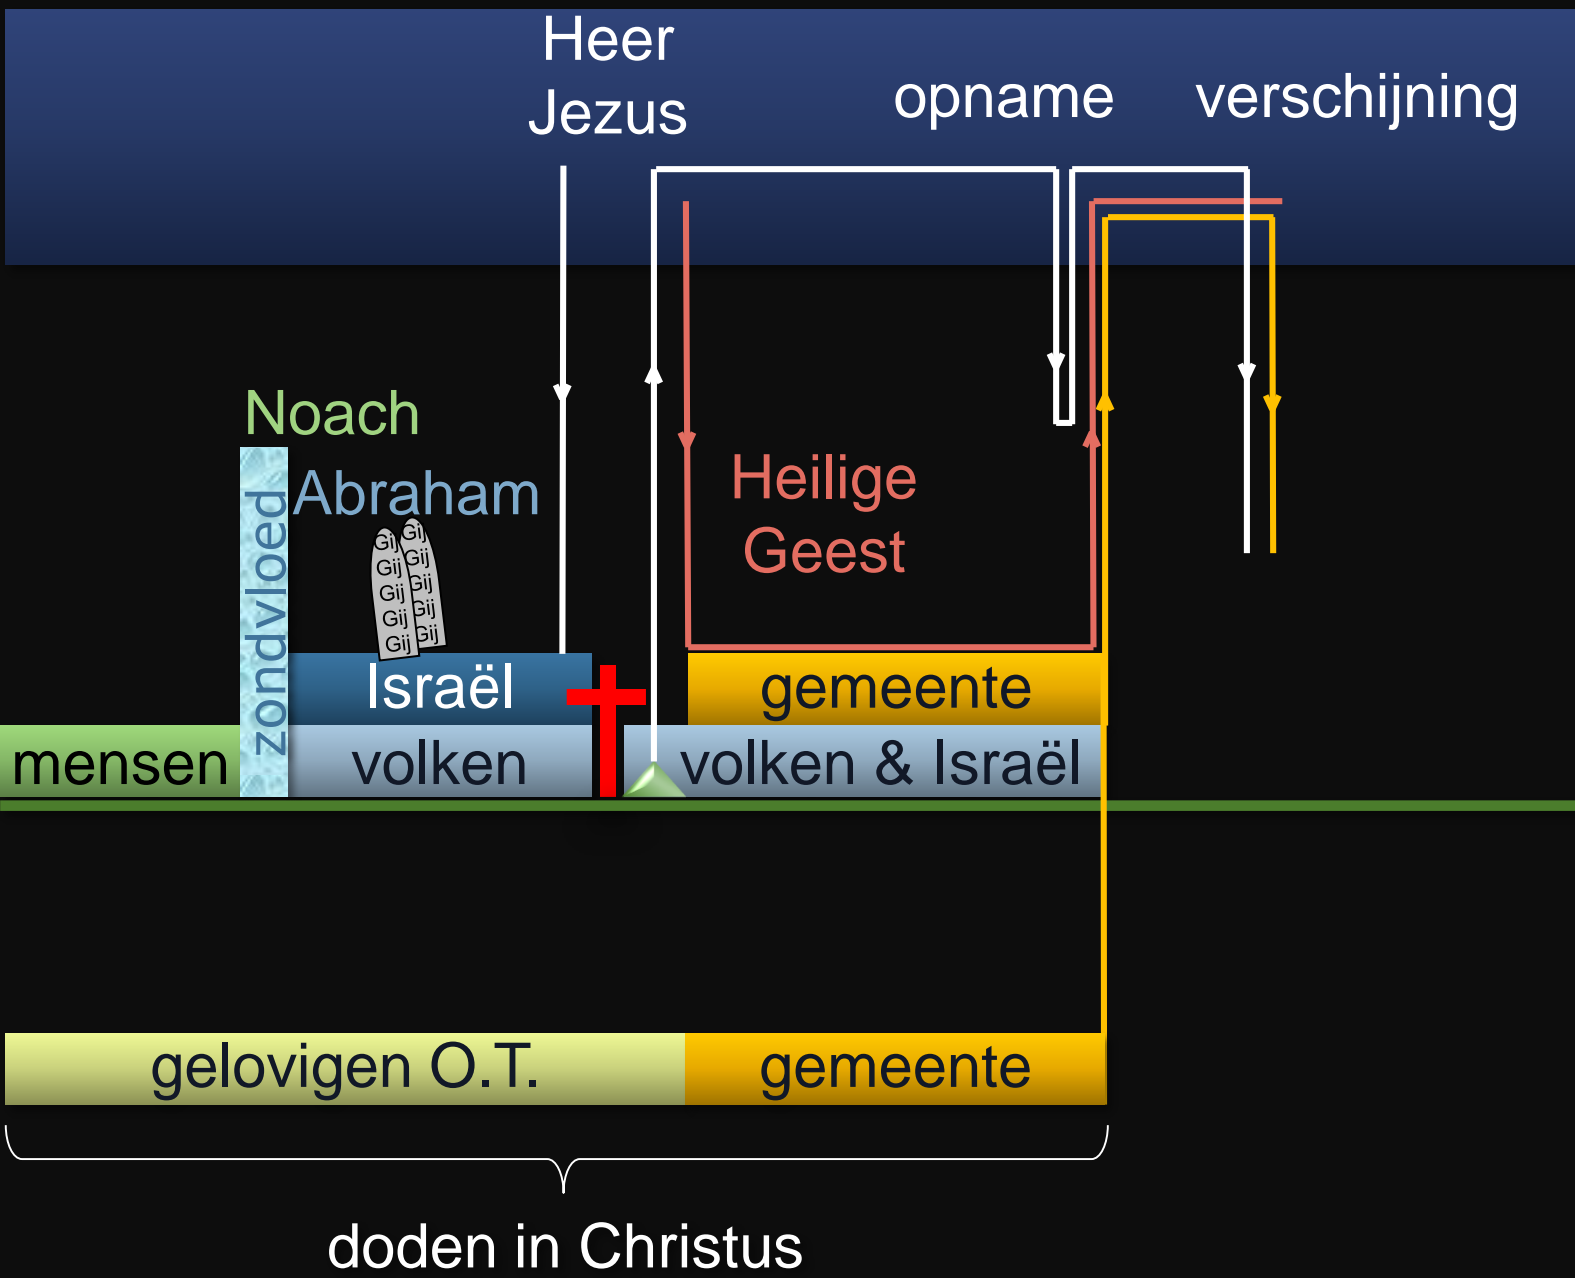 Heer
Jezus
opname
verschijning
Noach
Abraham
zondvloed
Gij
Gij
Gij
Gij
Gij
Gij
Gij
Gij
Gij
Gij
Heilige
Geest
Israël
gemeente
mensen
volken
volken & Israël
gelovigen O.T.
gemeente
doden in Christus